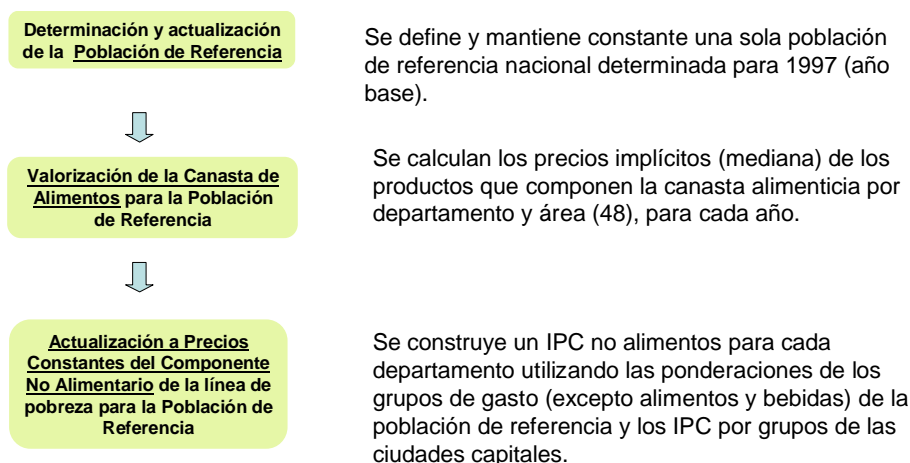 Determinación y actualización
de la Población de Referencia
Se define y mantiene constante una sola población
de referencia nacional determinada para 1997 (año
base).
Valorización de la Canasta de
Alimentos para la Población
de Referencia
Se calculan los precios implícitos (mediana) de los
productos que componen la canasta alimenticia por
departamento y área (48), para cada año.
Actualización a Precios
Constantes del Componente
No Alimentario de la línea de
pobreza para la Población de
Referencia
Se construye un IPC no alimentos para cada
departamento utilizando las ponderaciones de los
grupos de gasto (excepto alimentos y bebidas) de la
población de referencia y los IPC por grupos de las
ciudades capitales.